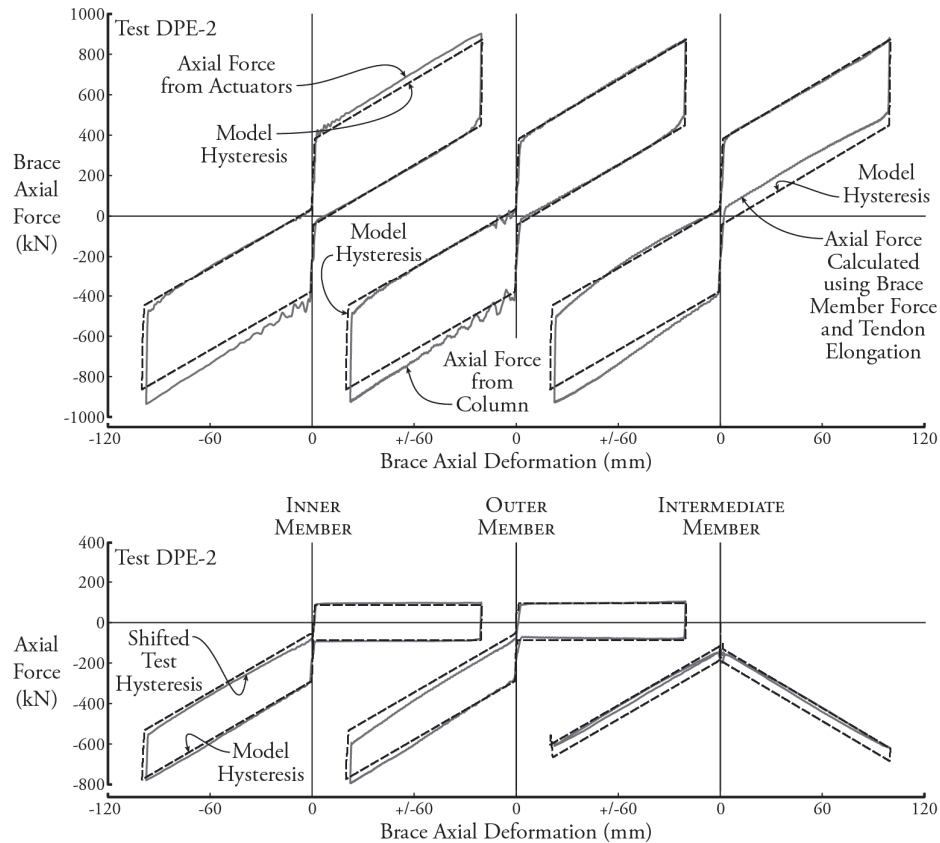 Test DPE-2
1000
800
600
400
200
0
-200
-400
-600
-800
-1000
Brace
Axial
Force
(kN)
Axial Force
from Actuators
Model
Hysteresis
Model
Hysteresis
Axial Force
from
Column
Model
Hysteresis
Axial Force
Calculated
using Brace
Member Force
and Tendon
Elongation
-120 -60 0 +/-60 0 +/-60 0 60 120
Brace Axial Deformation (mm)
Inner
Member
Outer
Member
Intermediate
Member
Test DPE-2
400
200
0
-200
-400
-600
-800
Axial
Force
(kN)
Shifted
Test
Hysteresis
Model
Hysteresis
-120 -60 0 +/-60 0 +/-60 0 60 120
Brace Axial Deformation (mm)